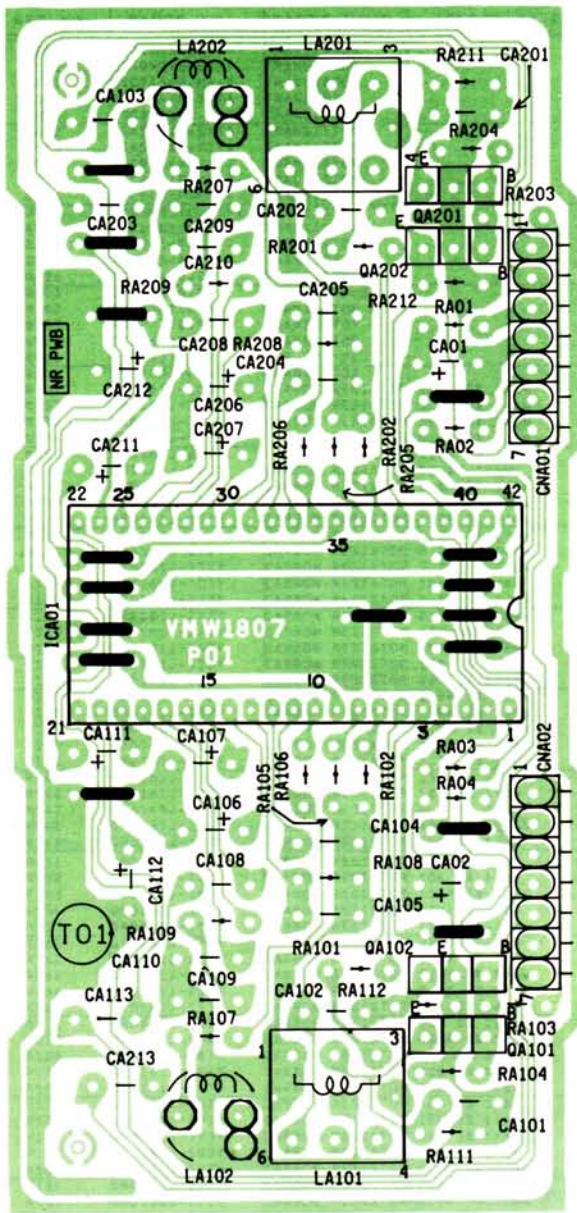 LA202
LA201
RA211
CA201
CA103
1
3
RA204
4
E
B
RA207
6
CA202
RA203
CA203
CA209
E
QA201
1
CA210
RA201
QA202
B
RA209
CA205
RA212
RA01
NR PWB
CA208
RA208
CA01
+
CA212
+
CA204
CA206
+
CA207
+
RA206
RA202
RA205
RA02
CA211
+
7
CNA01
22
25
30
35
40
42
ICA01
VMW1807
P01
21
15
10
3
1
CA111
+
CA107
+
RA105
RA106
RA102
RA03
RA04
1
CNA02
CA106
+
CA104
CA112
+
CA108
RA108
CA02
+
CA105
T01
RA109
CA110
RA101
QA102
E
B
CA109
RA112
7
CA113
CA102
E
B
RA107
1
3
RA103
QA101
CA213
RA104
CA101
6
4
RA111
LA102
LA101